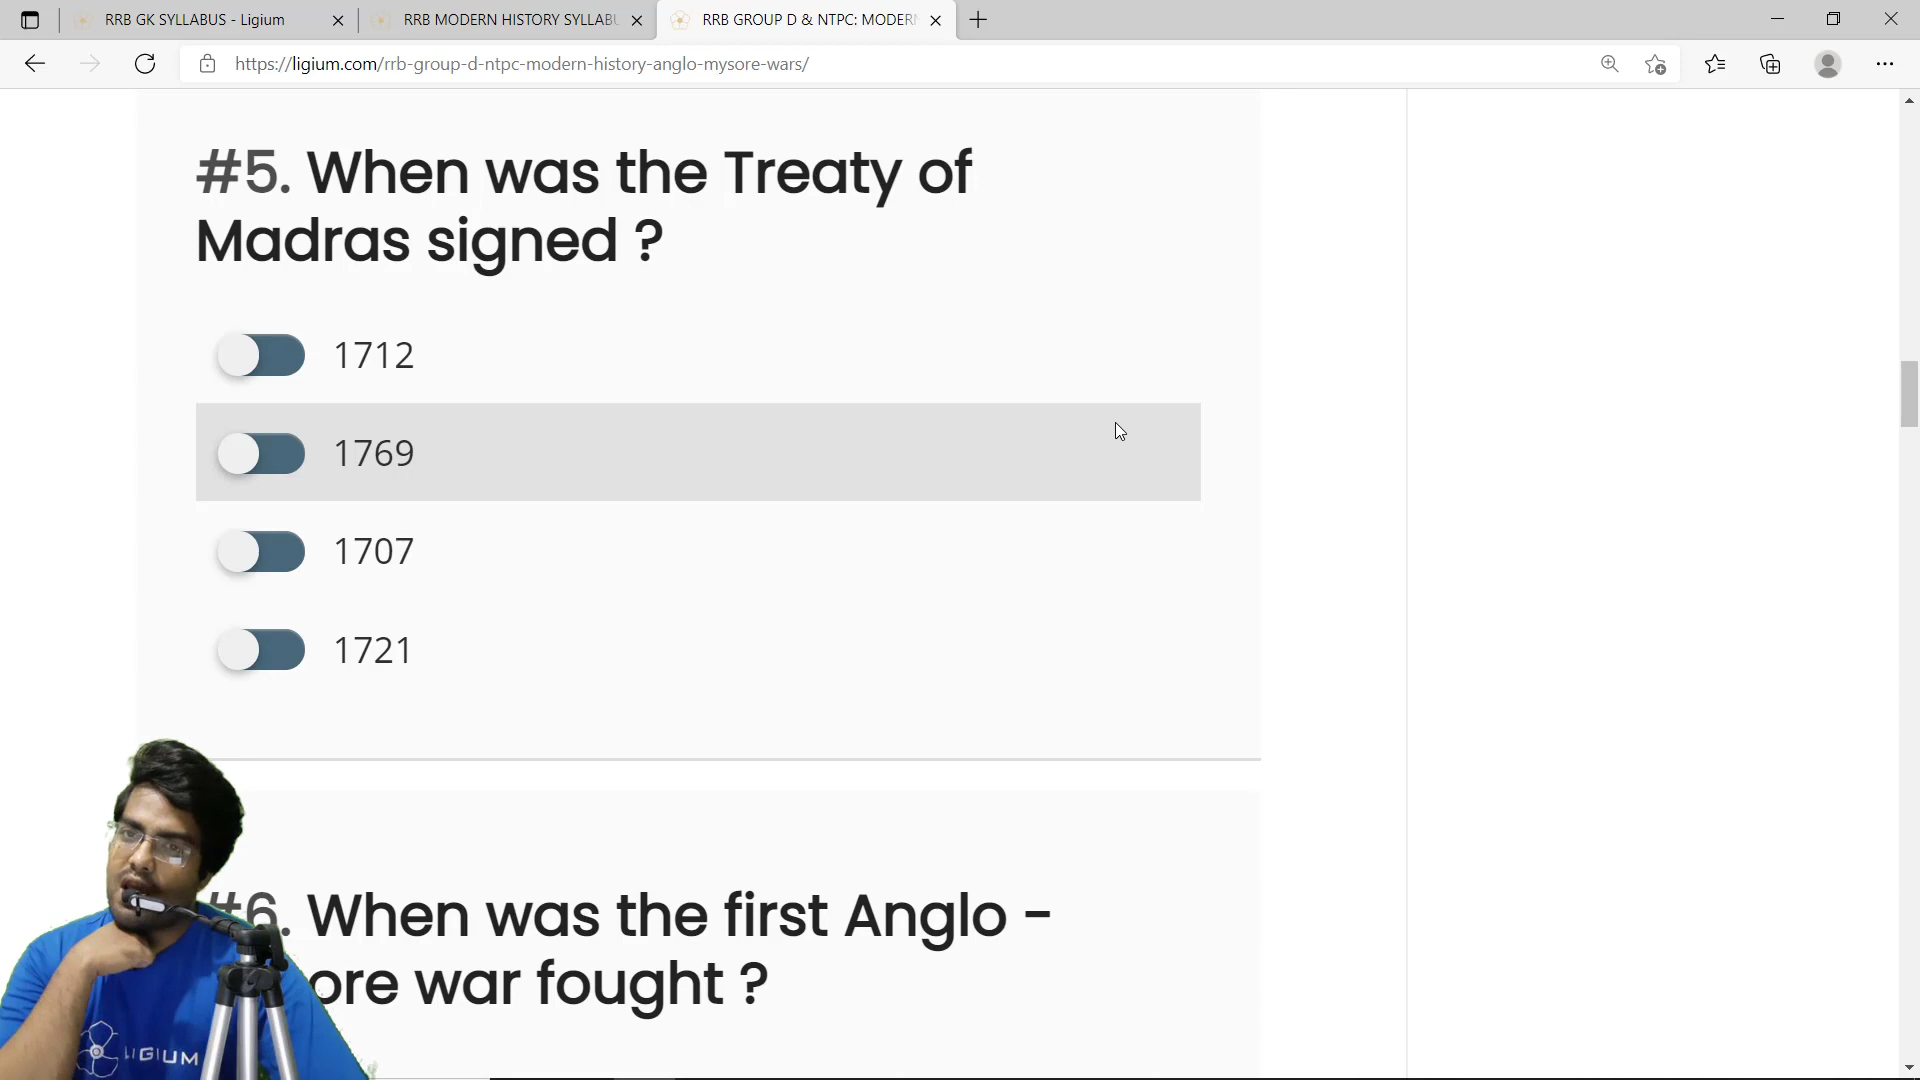 RRB GK SYLLABUS - Ligium
RRB MODERN HISTORY SYLLABU
RRB GROUP D & NTPC: MODERN
https://ligium.com/rrb-group-d-ntpc-modern-history-anglo-mysore-wars/
#5. When was the Treaty of
Madras signed ?
1712
1769
1707
1721
#6. When was the first Anglo -
ore war fought ?
LIGIUM